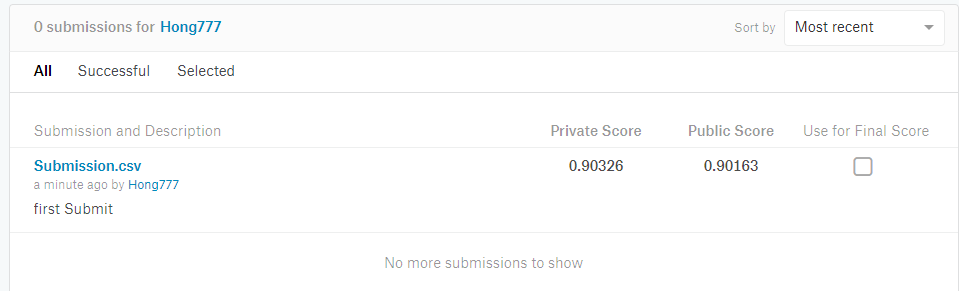 0 submissions for Hong777
Sort by Most recent
All Successful Selected
Submission and Description Private Score Public Score Use for Final Score
Submission.csv 0.90326 0.90163
a minute ago by Hong777
first Submit
No more submissions to show